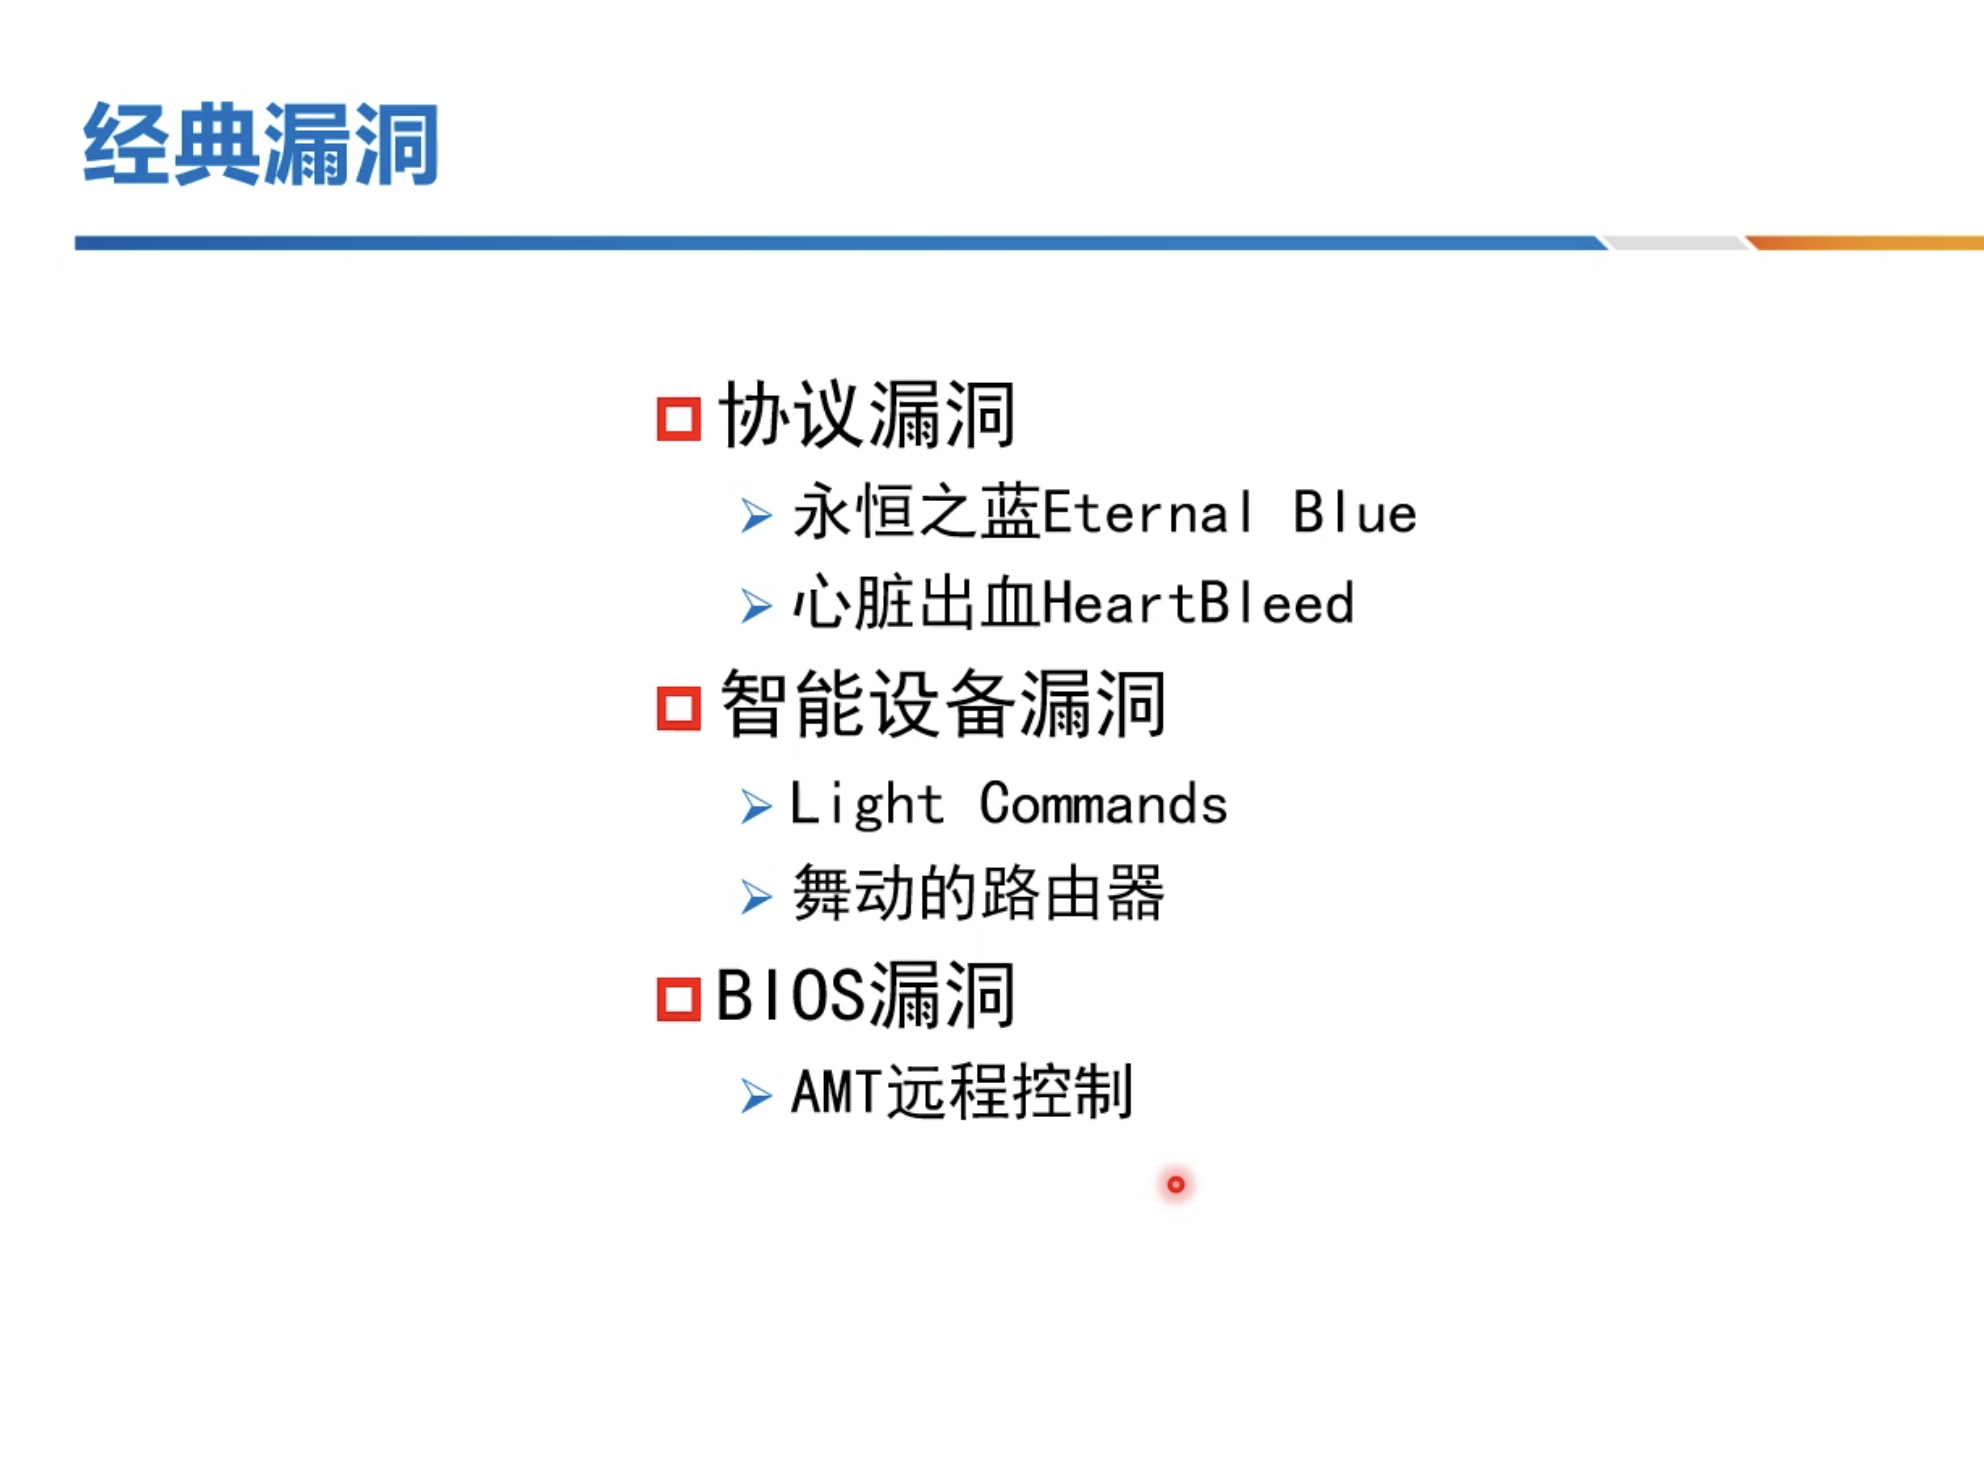 经典漏洞
协议漏洞
永恒之蓝Eternal Blue
心脏出血HeartBleed
智能设备漏洞
Light Commands
舞动的路由器
BIOS漏洞
AMT远程控制